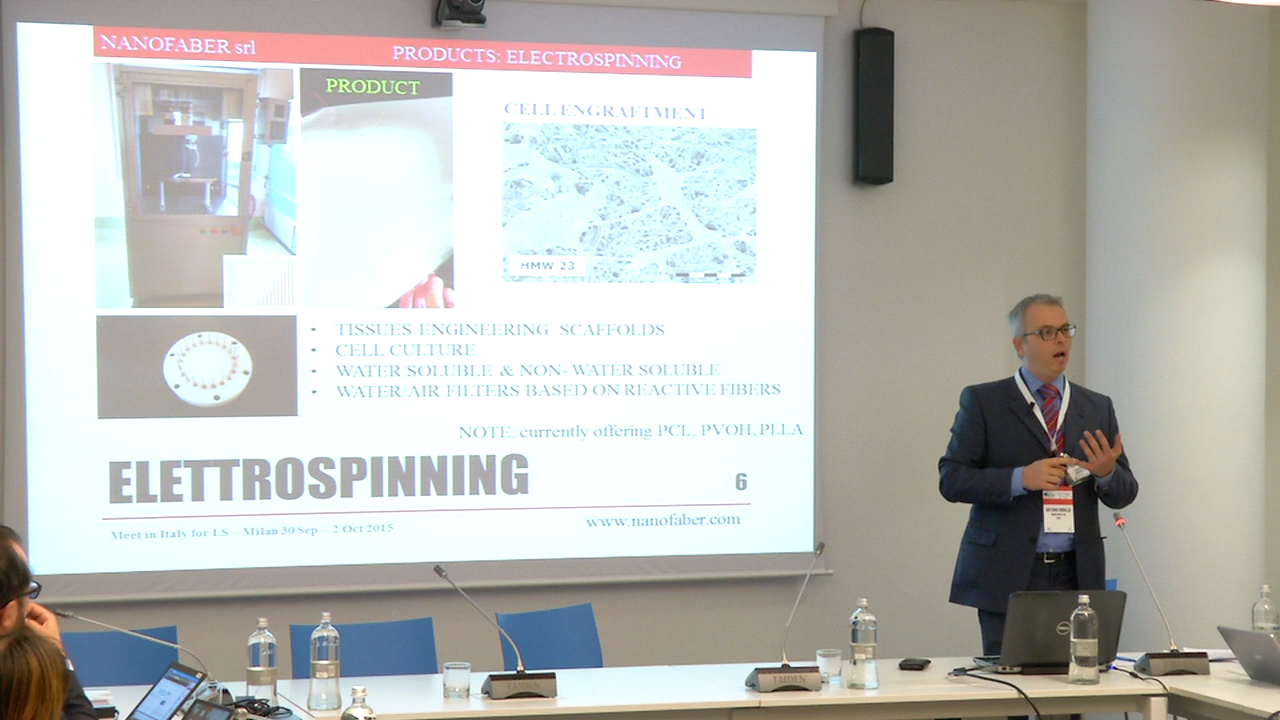 NANOFABER srl
PRODUCTS: ELECTROSPINNING
PRODUCT
CELL ENGRAFTMENT
HMW 23
• TISSUES ENGINEERING SCAFFOLDS
• CELL CULTURE
• WATER SOLUBLE & NON-WATER SOLUBLE
• WATER/AIR FILTERS BASED ON REACTIVE FIBERS
NOTE: currently offering PCL, PVOH, PLLA
ELETTROSPINNING
6
Meet in Italy for LS – Milan 30 Sep – 2 Oct 2015
www.nanofaber.com
TAIDEN
TAIDEN
DELL